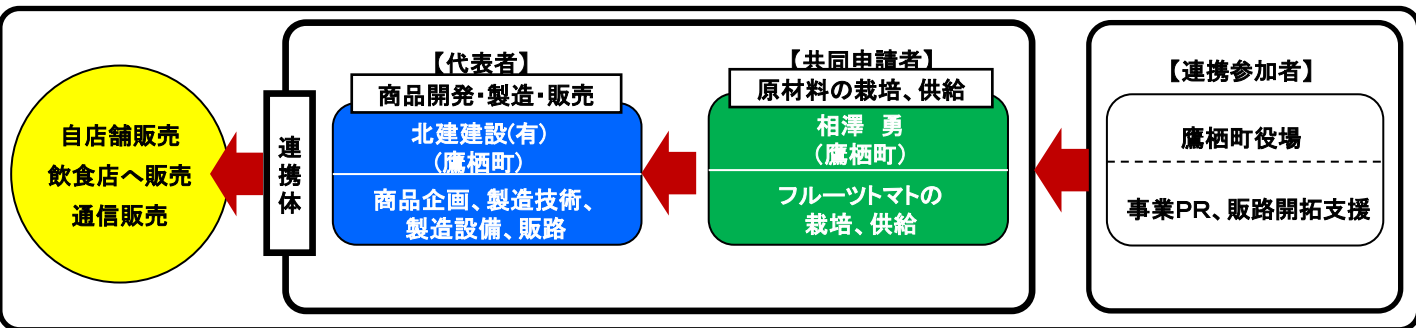 自店舗販売
飲食店へ販売
通信販売
連携体
【代表者】
商品開発・製造・販売
北建建設(有)
(鷹栖町)
商品企画、製造技術、
製造設備、販路
【共同申請者】
原材料の栽培、供給
相澤　勇
(鷹栖町)
フルーツトマトの
栽培、供給
【連携参加者】
鷹栖町役場
事業PR、販路開拓支援